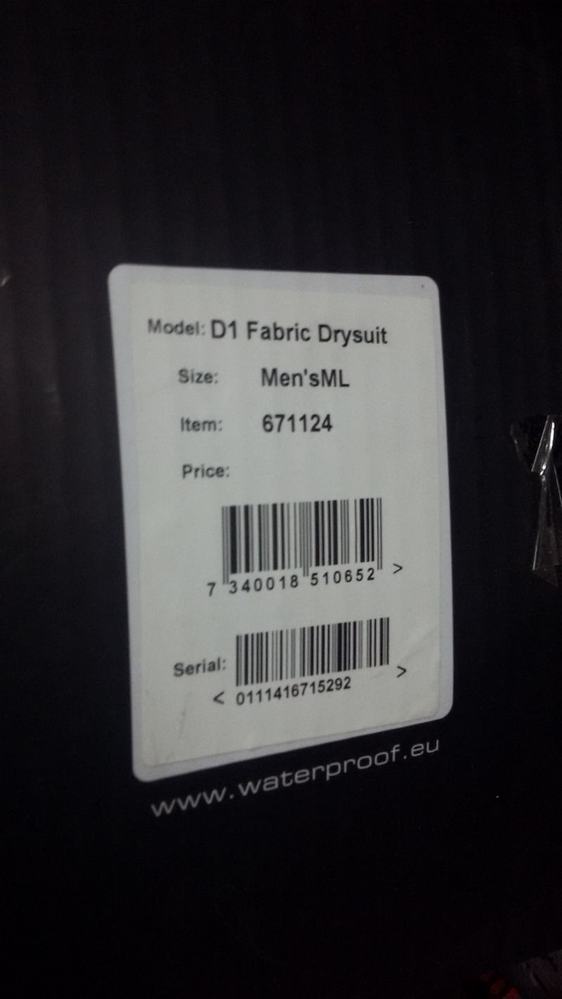 Model: D1 Fabric Drysuit
Size: Men'sML
Item: 671124
Price:
7 340018 510652 >
Serial:
< 0111416715292 >
www.waterproof.eu